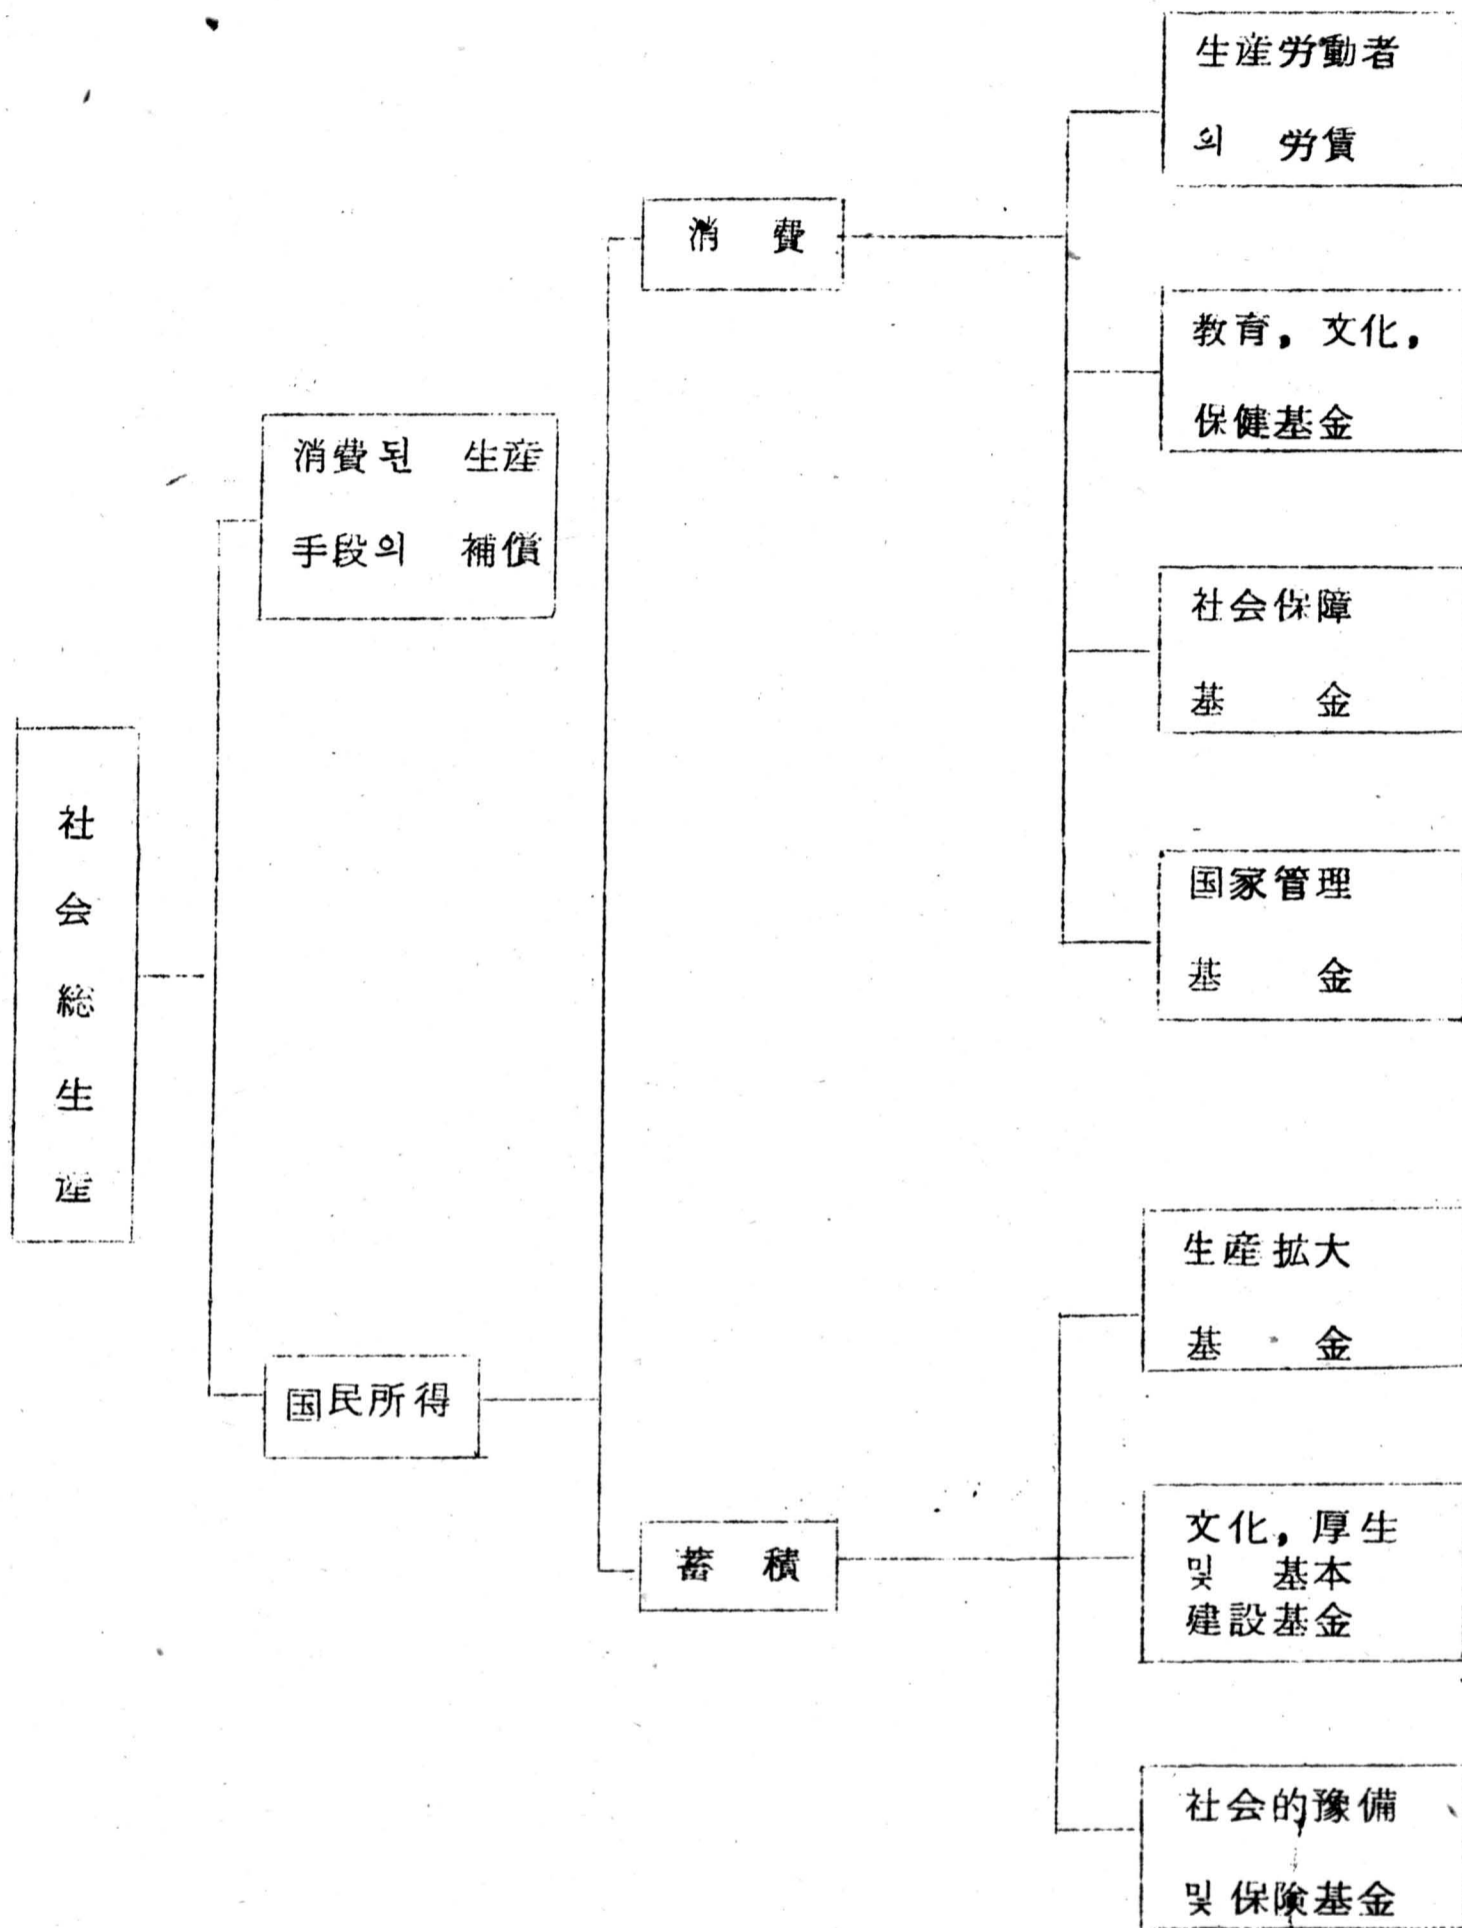 社会総生産
消費된 生産
手段의 補償
国民所得
消 費
蓄 積
生産労動者
의 労賃
教育, 文化,
保健基金
社会保障
基 金
国家管理
基 金
生産拡大
基 金
文化, 厚生
및 基本
建設基金
社会的豫備
및 保険基金